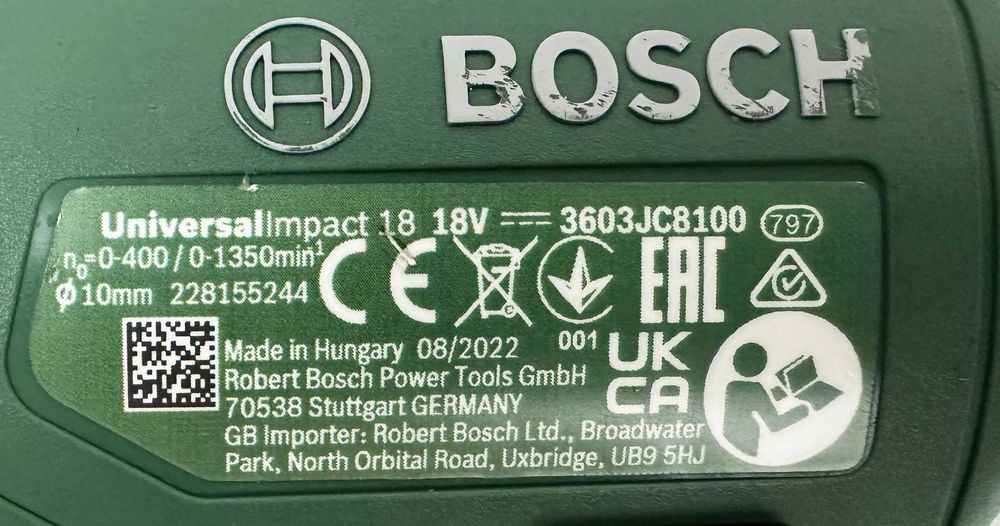 BOSCH
UniversalImpact 18 18V 3603JC8100 797
n₀=0-400 / 0-1350min⁻¹
⌀ 10mm 228155244 CE EAC
001
Made in Hungary 08/2022 UK
Robert Bosch Power Tools GmbH CA
70538 Stuttgart GERMANY
GB Importer: Robert Bosch Ltd., Broadwater
Park, North Orbital Road, Uxbridge, UB9 5HJ